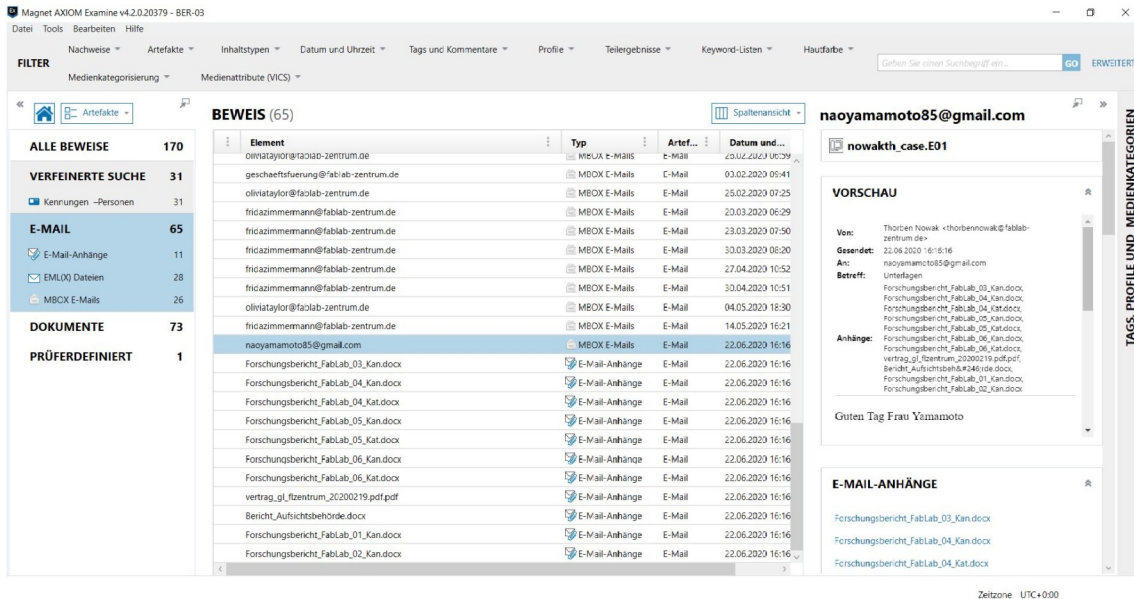 Magnet AXIOM Examine v4.2.0.20379 - BER-03
Datei Tools Bearbeiten Hilfe
FILTER
Nachweise Artefakte Inhaltstypen Datum und Uhrzeit Tags und Kommentare Profile Teilergebnisse Keyword-Listen Hautfarbe
Medienkategorisierung Medienattribute (VICS)
Geben Sie einen Suchbegriff ein... GO ERWEITERT
Artefakte
ALLE BEWEISE 170
VERFEINERTE SUCHE 31
Kennungen –Personen 31
E-MAIL 65
E-Mail-Anhänge 11
EML(X) Dateien 28
MBOX E-Mails 26
DOKUMENTE 73
PRÜFERDEFINIERT 1
BEWEIS (65)
Spaltenansicht
Element Typ Artef... Datum und...
oliviataylor@fablab-zentrum.de MBOX E-Mails E-Mail 25.02.2020 06:59
geschaeftsfuerung@fablab-zentrum.de MBOX E-Mails E-Mail 03.02.2020 09:41
oliviataylor@fablab-zentrum.de MBOX E-Mails E-Mail 25.02.2020 07:25
fridazimmermann@fablab-zentrum.de MBOX E-Mails E-Mail 20.03.2020 06:29
fridazimmermann@fablab-zentrum.de MBOX E-Mails E-Mail 23.03.2020 07:50
fridazimmermann@fablab-zentrum.de MBOX E-Mails E-Mail 30.03.2020 08:20
fridazimmermann@fablab-zentrum.de MBOX E-Mails E-Mail 27.04.2020 10:52
fridazimmermann@fablab-zentrum.de MBOX E-Mails E-Mail 30.04.2020 10:51
oliviataylor@fablab-zentrum.de MBOX E-Mails E-Mail 04.05.2020 18:30
fridazimmermann@fablab-zentrum.de MBOX E-Mails E-Mail 14.05.2020 16:21
naoyamamoto85@gmail.com MBOX E-Mails E-Mail 22.06.2020 16:16
Forschungsbericht_FabLab_03_Kan.docx E-Mail-Anhänge E-Mail 22.06.2020 16:16
Forschungsbericht_FabLab_04_Kan.docx E-Mail-Anhänge E-Mail 22.06.2020 16:16
Forschungsbericht_FabLab_04_Kat.docx E-Mail-Anhänge E-Mail 22.06.2020 16:16
Forschungsbericht_FabLab_05_Kan.docx E-Mail-Anhänge E-Mail 22.06.2020 16:16
Forschungsbericht_FabLab_05_Kat.docx E-Mail-Anhänge E-Mail 22.06.2020 16:16
Forschungsbericht_FabLab_06_Kan.docx E-Mail-Anhänge E-Mail 22.06.2020 16:16
Forschungsbericht_FabLab_06_Kat.docx E-Mail-Anhänge E-Mail 22.06.2020 16:16
vertrag_gl_flzentrum_20200219.pdf.pdf E-Mail-Anhänge E-Mail 22.06.2020 16:16
Bericht_Aufsichtsbehörde.docx E-Mail-Anhänge E-Mail 22.06.2020 16:16
Forschungsbericht_FabLab_01_Kan.docx E-Mail-Anhänge E-Mail 22.06.2020 16:16
Forschungsbericht_FabLab_02_Kan.docx E-Mail-Anhänge E-Mail 22.06.2020 16:16
naoyamamoto85@gmail.com
nowakth_case.E01
VORSCHAU
Von: Thorben Nowak <thorbennowak@fablab-
zentrum.de>
Gesendet: 22.06.2020 16:16:16
An: naoyamamoto85@gmail.com
Betreff: Unterlagen
Anhänge: Forschungsbericht_FabLab_03_Kan.docx,
Forschungsbericht_FabLab_04_Kan.docx,
Forschungsbericht_FabLab_04_Kat.docx,
Forschungsbericht_FabLab_05_Kan.docx,
Forschungsbericht_FabLab_05_Kat.docx,
Forschungsbericht_FabLab_06_Kan.docx,
Forschungsbericht_FabLab_06_Kat.docx,
vertrag_gl_flzentrum_20200219.pdf.pdf,
Bericht_Aufsichtsbeh&#246;rde.docx,
Forschungsbericht_FabLab_01_Kan.docx,
Forschungsbericht_FabLab_02_Kan.docx
Guten Tag Frau Yamamoto
E-MAIL-ANHÄNGE
Forschungsbericht_FabLab_03_Kan.docx
Forschungsbericht_FabLab_04_Kan.docx
Forschungsbericht_FabLab_04_Kat.docx
TAGS, PROFILE UND MEDIENKATEGORIEN
Zeitzone UTC+0:00